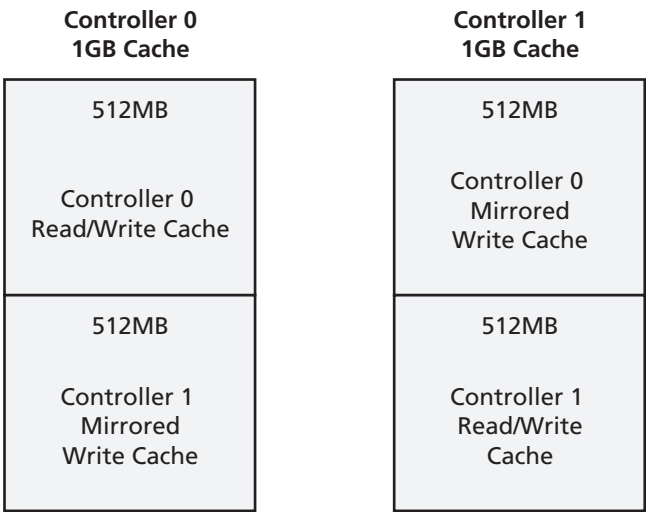 Controller 0
1GB Cache
Controller 1
1GB Cache
512MB
Controller 0
Read/Write Cache
512MB
Controller 1
Mirrored
Write Cache
512MB
Controller 0
Mirrored
Write Cache
512MB
Controller 1
Read/Write
Cache